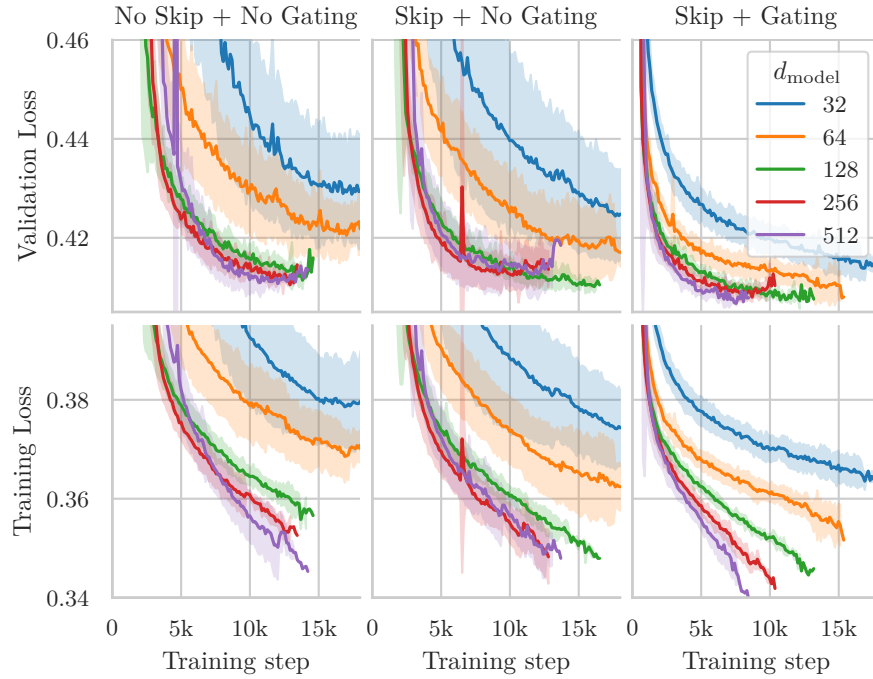 No Skip + No Gating
Skip + No Gating
Skip + Gating
Validation Loss
0.46
0.44
0.42
d_model
32
64
128
256
512
Training Loss
0.38
0.36
0.34
0 5k 10k 15k
0 5k 10k 15k
0 5k 10k 15k
Training step
Training step
Training step